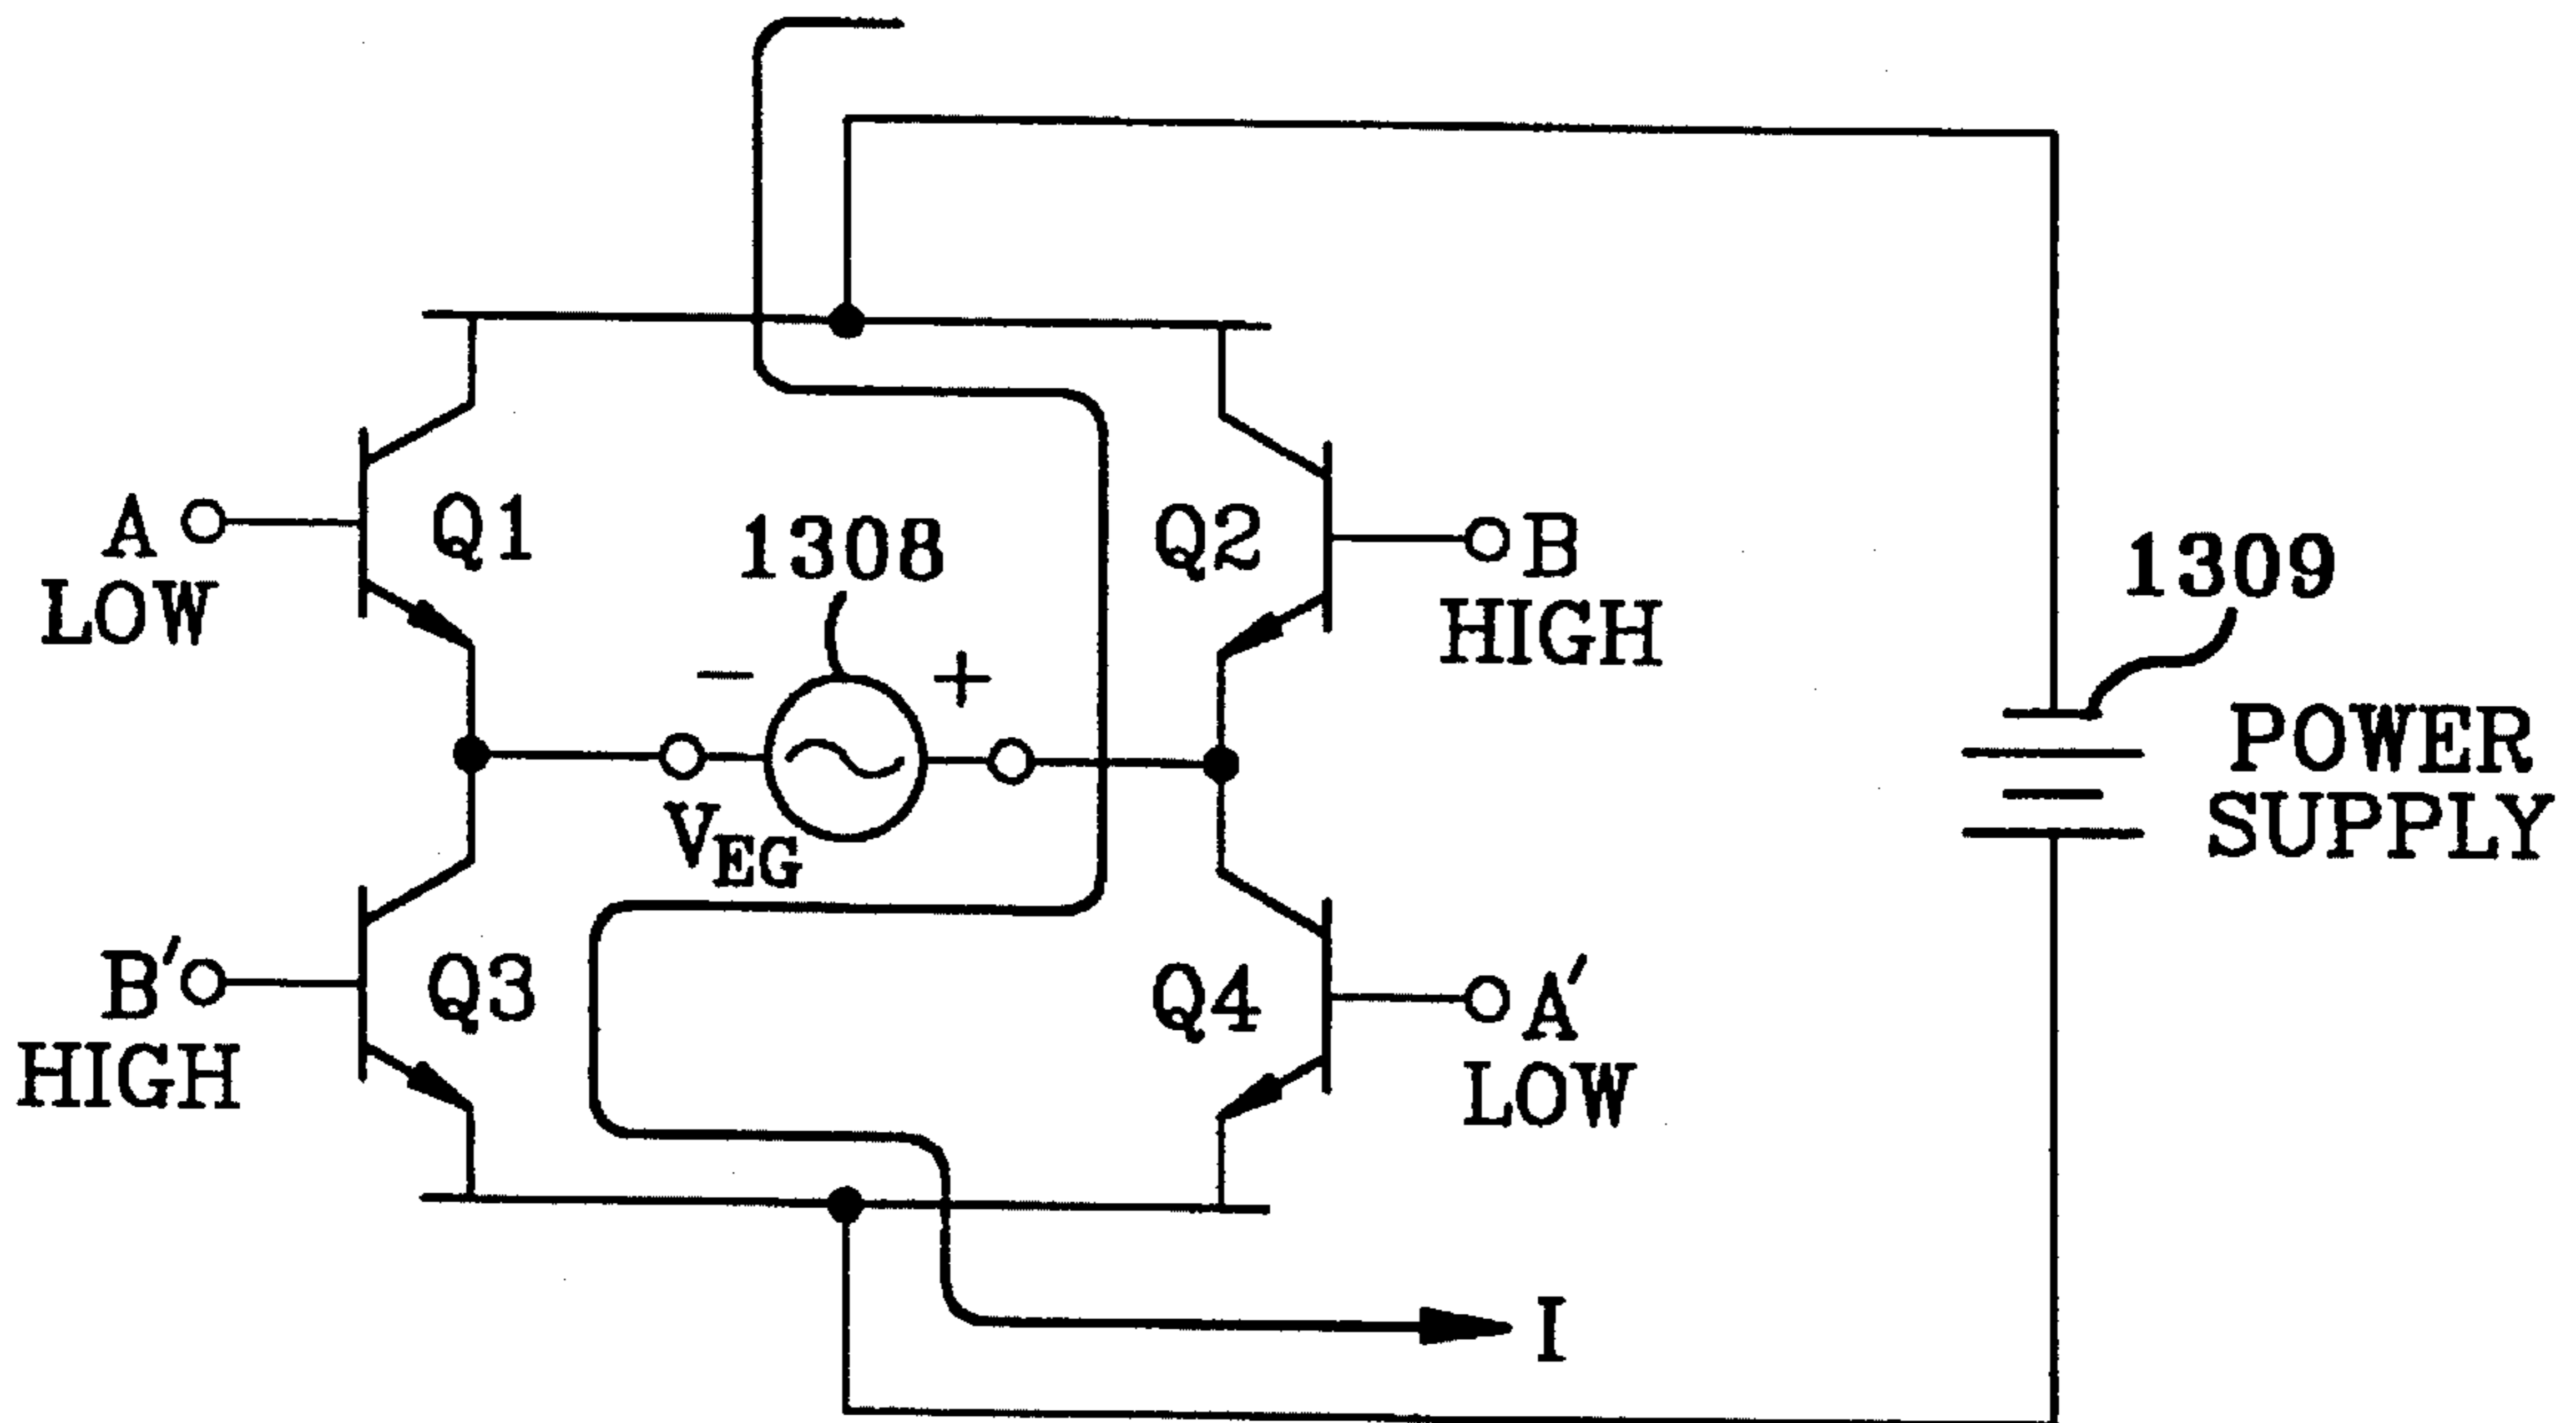 A
LOW
Q1
1308
Q2
B
HIGH
1309
POWER
SUPPLY
−
+
V_EG
B′
HIGH
Q3
Q4
A′
LOW
I